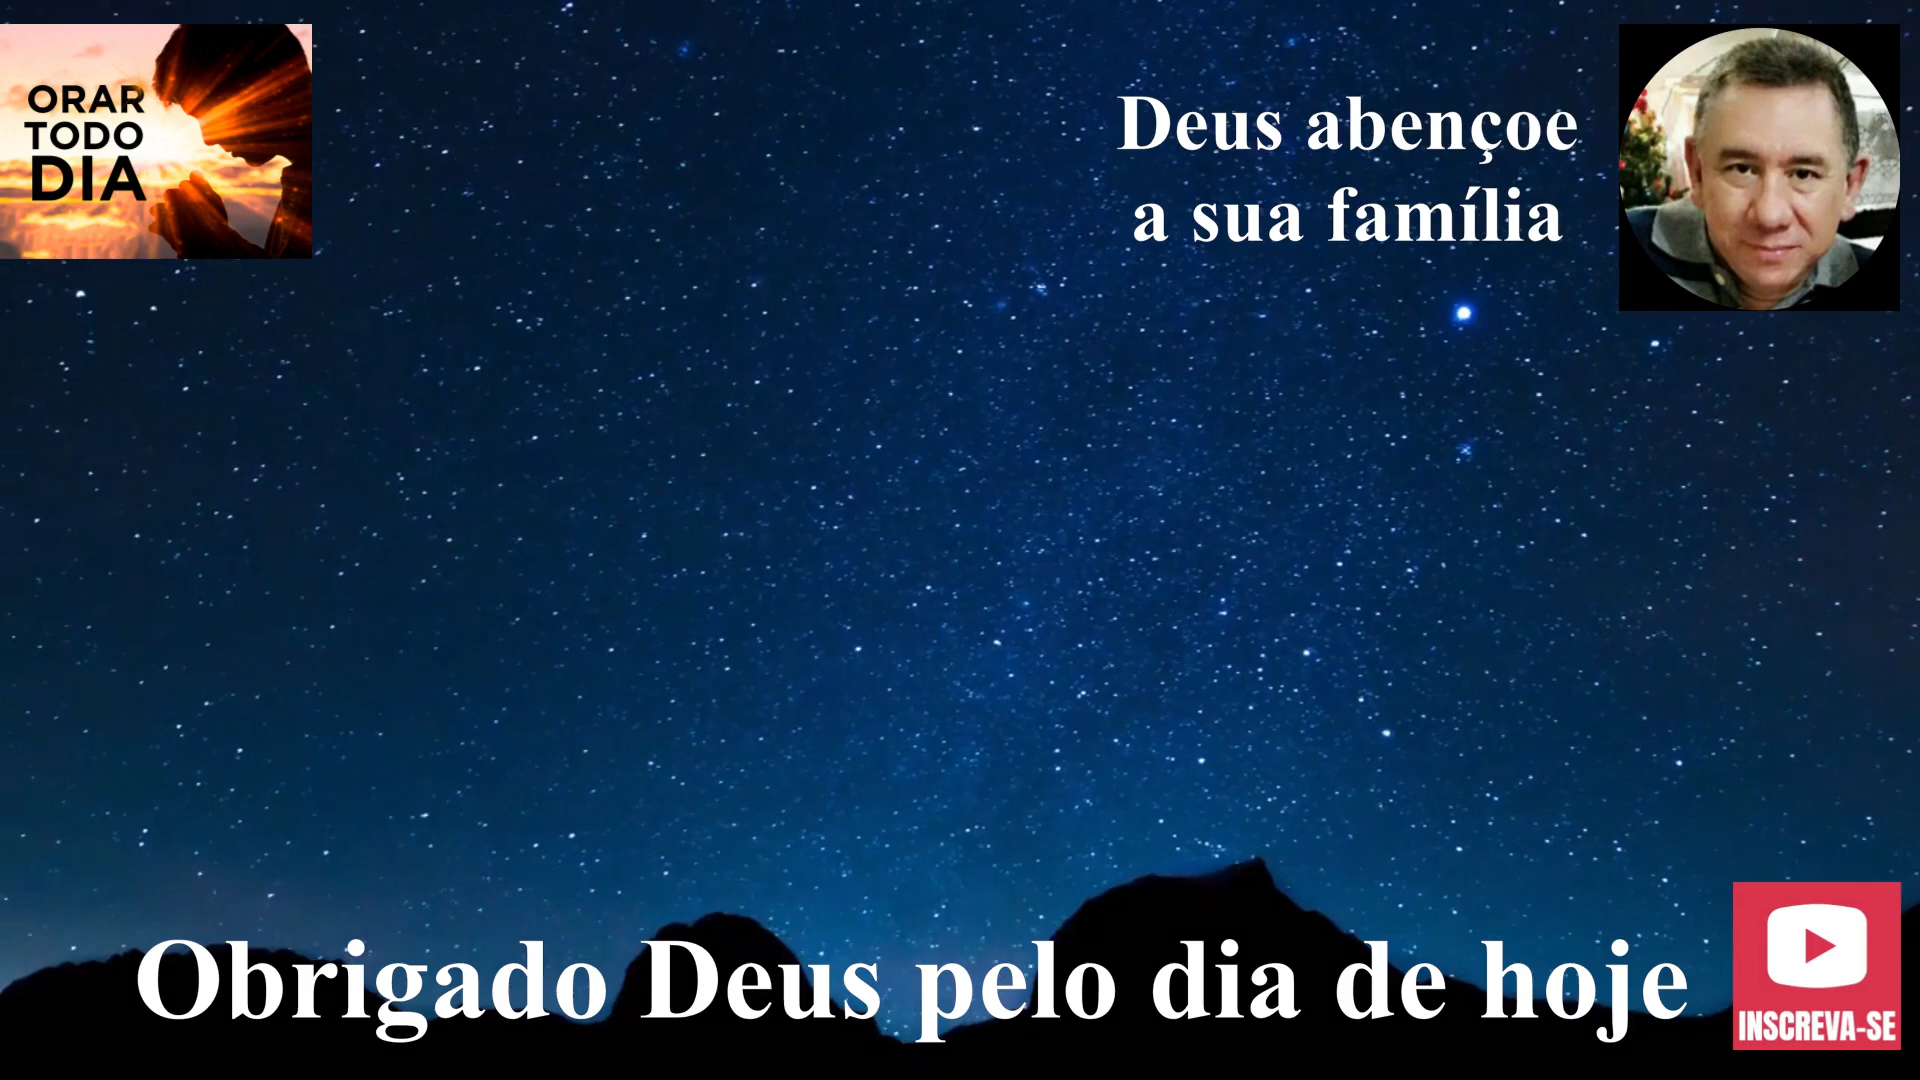 ORAR
TODO
DIA
Deus abençoe
a sua família
Obrigado Deus pelo dia de hoje
INSCREVA-SE